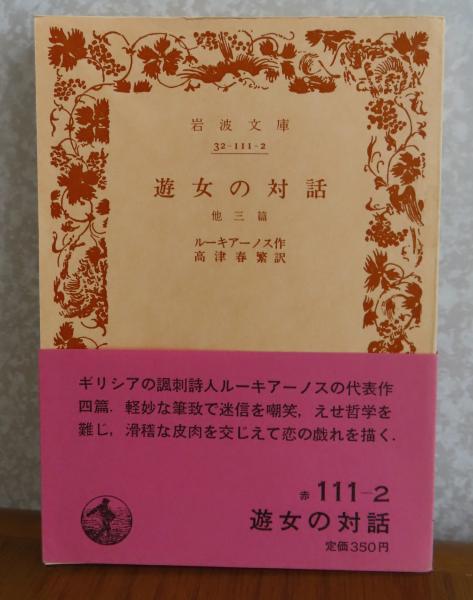 岩波文庫
32-111-2
遊女の対話
他三篇
ルーキアーノス作
高津春繁訳
ギリシアの諷刺詩人ルーキアーノスの代表作
四篇．軽妙な筆致で迷信を嘲笑，えせ哲学を
難じ，滑稽な皮肉を交じえて恋の戯れを描く．
赤 111-2
遊女の対話
定価350円